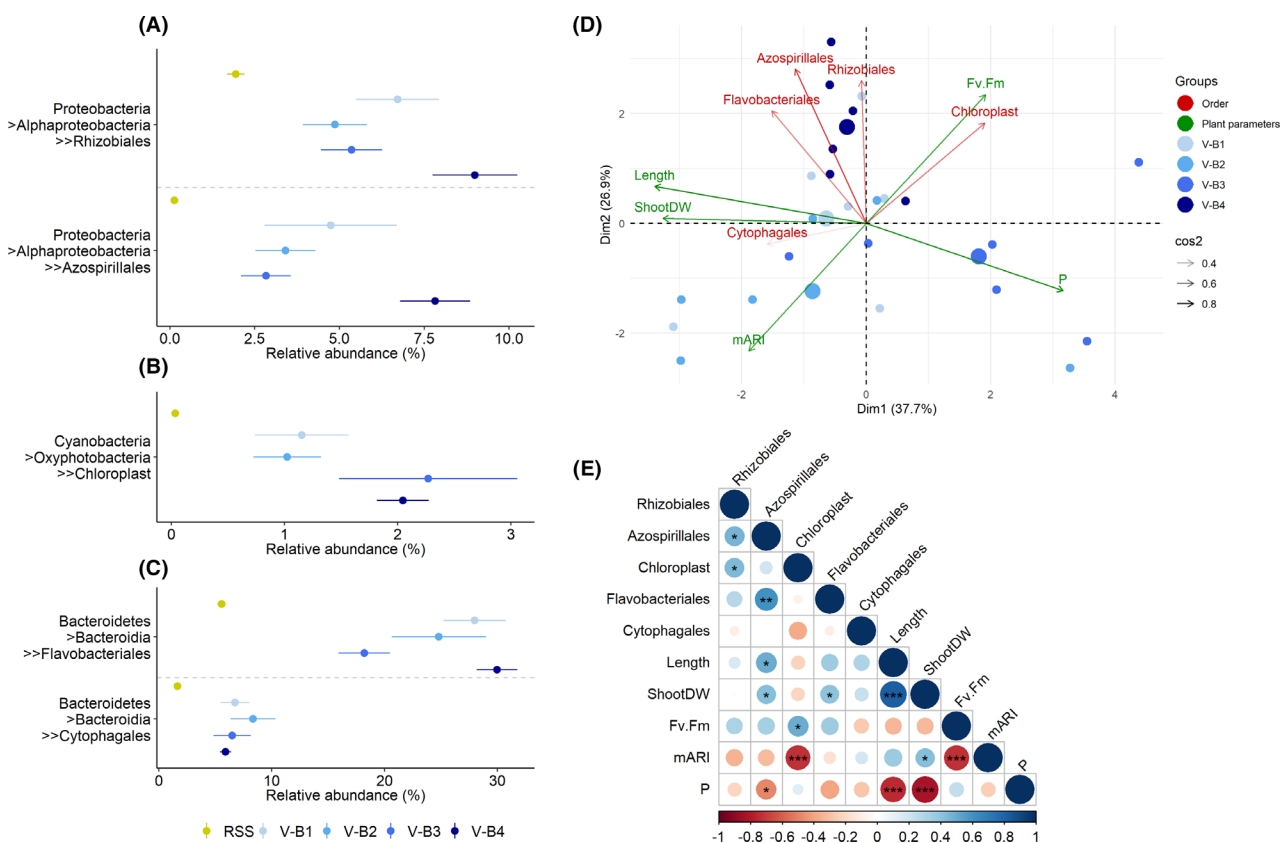 (A)
Proteobacteria
>Alphaproteobacteria
>>Rhizobiales
Proteobacteria
>Alphaproteobacteria
>>Azospirillales
0.0 2.5 5.0 7.5 10.0
Relative abundance (%)
(B)
Cyanobacteria
>Oxyphotobacteria
>>Chloroplast
0 1 2 3
Relative abundance (%)
(C)
Bacteroidetes
>Bacteroidia
>>Flavobacteriales
Bacteroidetes
>Bacteroidia
>>Cytophagales
0 10 20 30
Relative abundance (%)
RSS V-B1 V-B2 V-B3 V-B4
(D)
Azospirillales
Rhizobiales
Flavobacteriales
Fv.Fm
Chloroplast
Length
ShootDW
Cytophagales
P
mARI
2
0
-2
Dim2 (26.9%)
-2 0 2 4
Dim1 (37.7%)
Groups
Order
Plant parameters
V-B1
V-B2
V-B3
V-B4
cos2
0.4
0.6
0.8
(E)
Rhizobiales
Azospirillales
Chloroplast
Flavobacteriales
Cytophagales
Length
ShootDW
Fv.Fm
mARI
P
Rhizobiales
Azospirillales *
Chloroplast *
Flavobacteriales **
Cytophagales
Length *
ShootDW * * ***
Fv.Fm *
mARI *** * ***
P * *** ***
-1 -0.8 -0.6 -0.4 -0.2 0 0.2 0.4 0.6 0.8 1